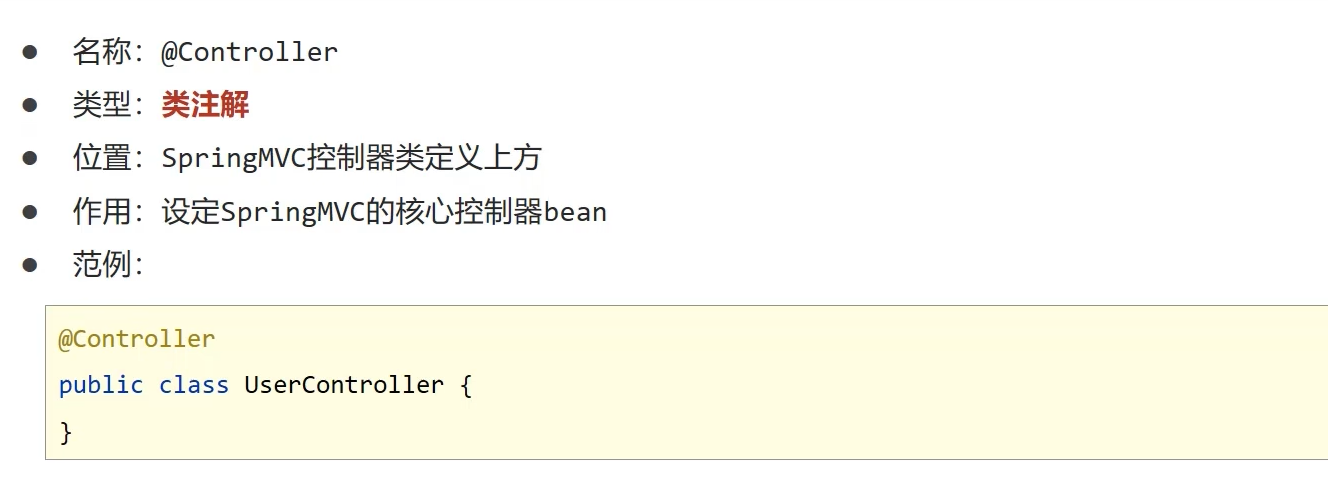 ● 名称：@Controller
● 类型：类注解
● 位置：SpringMVC控制器类定义上方
● 作用：设定SpringMVC的核心控制器bean
● 范例：
@Controller
public class UserController {
}